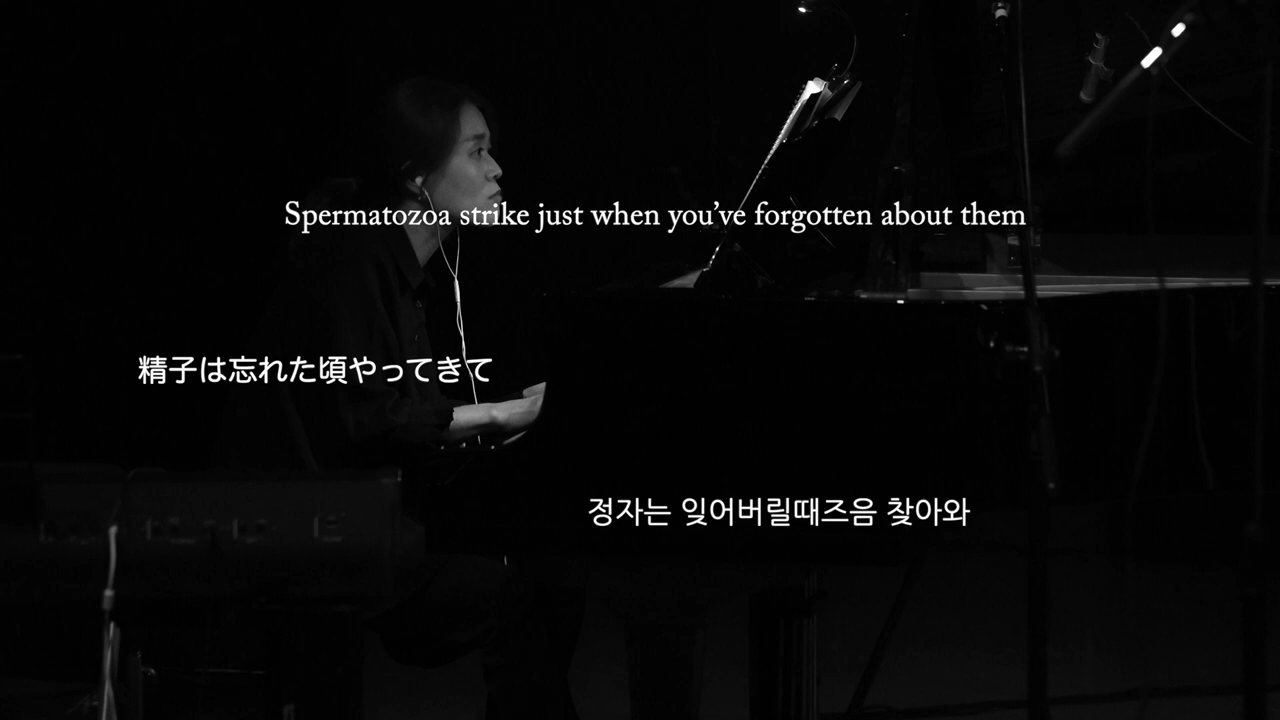 Spermatozoa strike just when you've forgotten about them
精子は忘れた頃やってきて
정자는 잊어버릴때즈음 찾아와